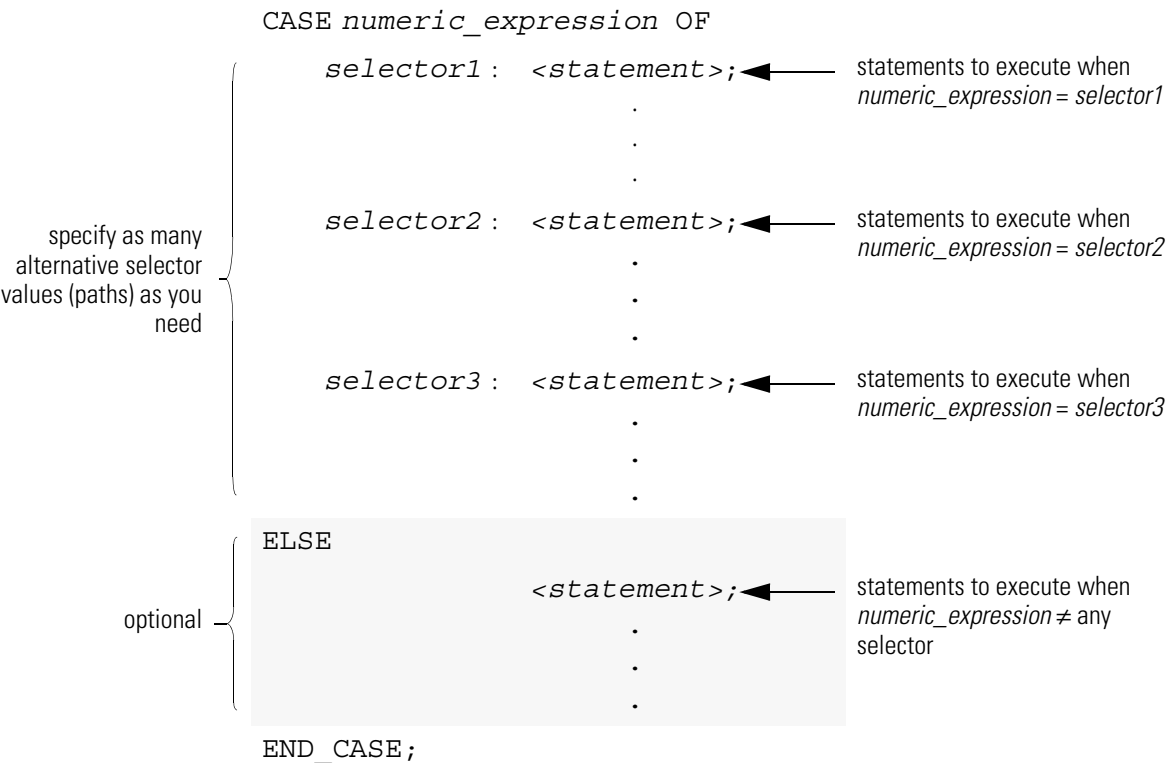 CASE numeric_expression OF
selector1: <statement>;
statements to execute when
numeric_expression = selector1
.
.
.
selector2: <statement>;
statements to execute when
numeric_expression = selector2
.
.
.
specify as many
alternative selector
values (paths) as you
need
selector3: <statement>;
statements to execute when
numeric_expression = selector3
.
.
.
ELSE
<statement>;
statements to execute when
numeric_expression ≠ any
selector
.
.
.
optional
END_CASE;